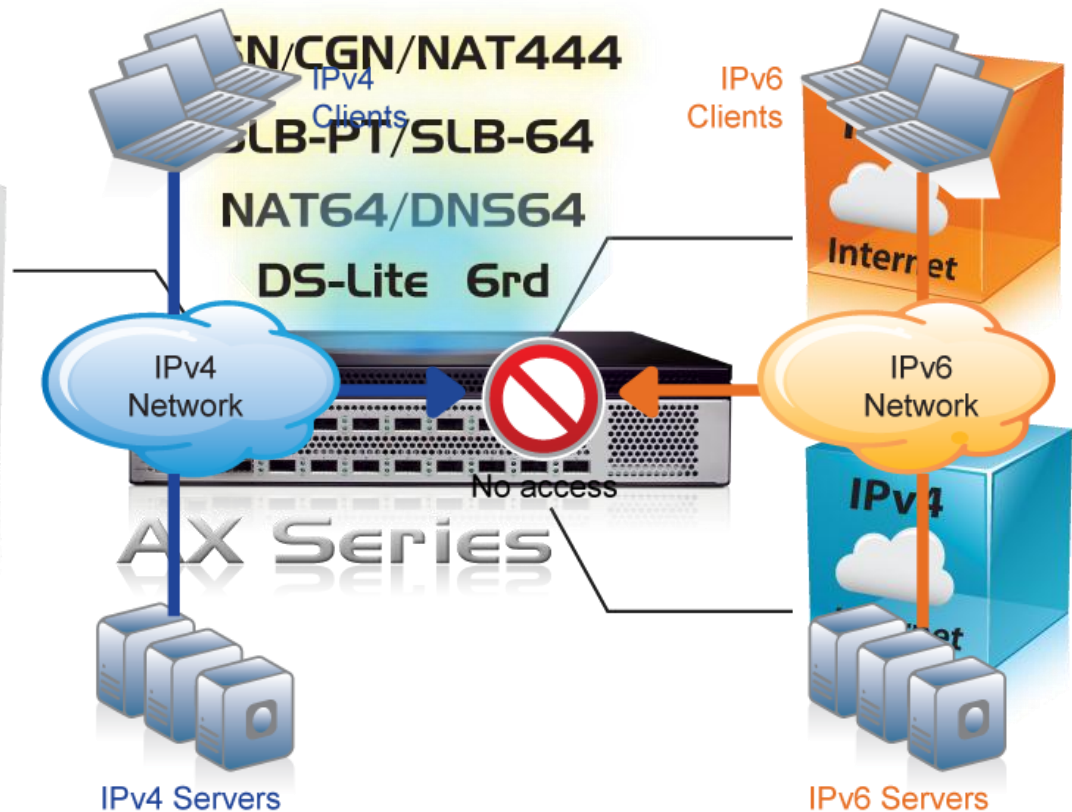 SN/CGN/NAT444
IPv4
Clients
IPv6
Clients
SLB-PT/SLB-64
NAT64/DNS64
Internet
DS-Lite 6rd
IPv4
Network
IPv6
Network
No access
IPv4
AX Series
IPv4 Servers
IPv6 Servers